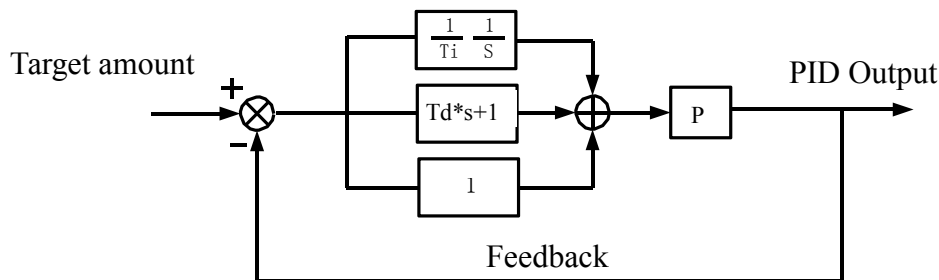 Target amount
+
−
1 1
Ti S
Td*s+1
1
P
PID Output
Feedback